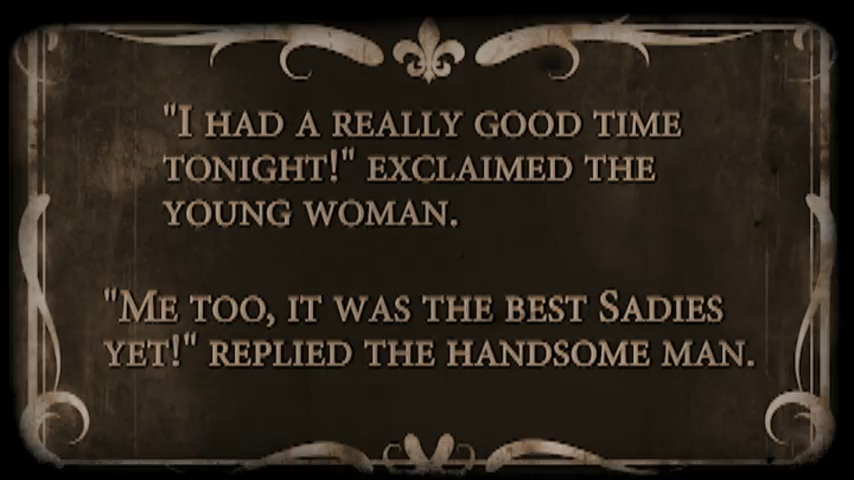 "I HAD A REALLY GOOD TIME
TONIGHT!" EXCLAIMED THE
YOUNG WOMAN.
"ME TOO, IT WAS THE BEST SADIES
YET!" REPLIED THE HANDSOME MAN.